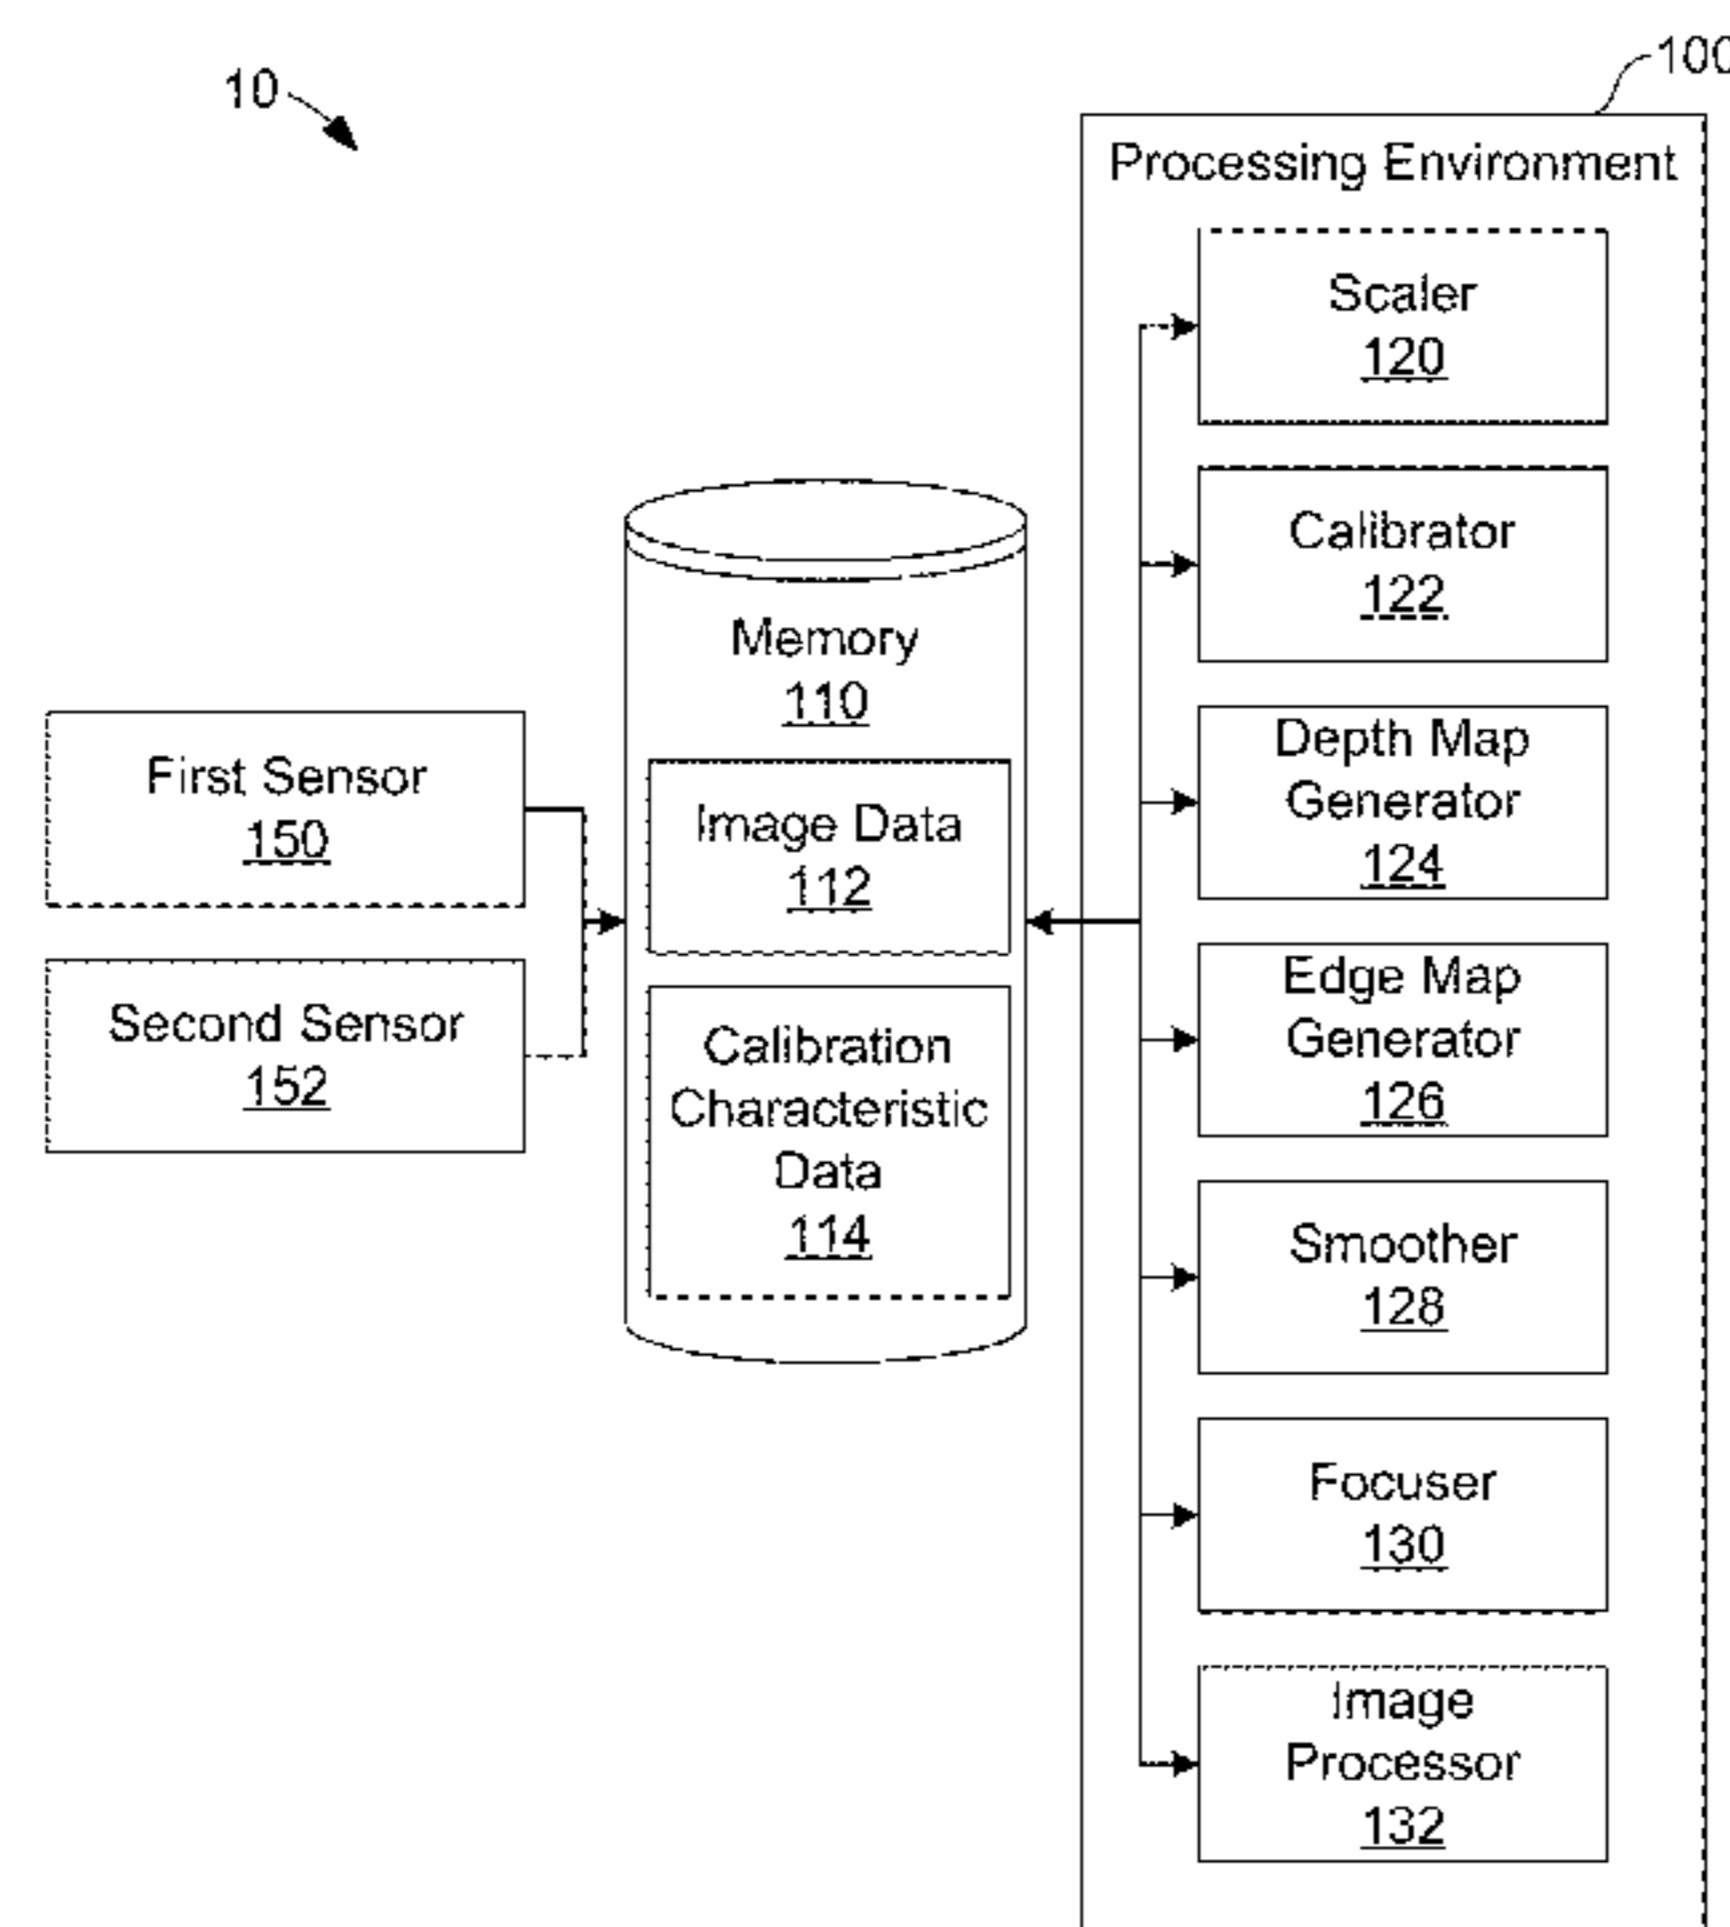 10
100
Processing Environment
Scaler
120
Calibrator
122
Memory
110
Depth Map
Generator
124
First Sensor
150
Image Data
112
Edge Map
Generator
126
Second Sensor
152
Calibration
Characteristic
Data
114
Smoother
128
Focuser
130
Image
Processor
132